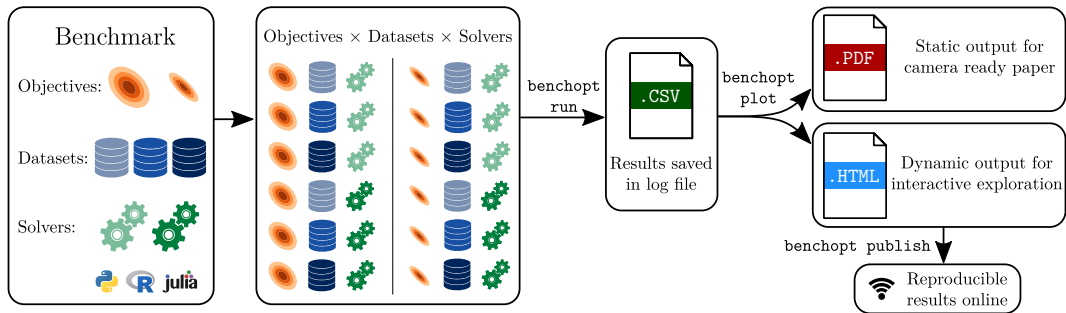 Benchmark
Objectives:
Datasets:
Solvers:
R
julia
Objectives × Datasets × Solvers
benchopt
run
.CSV
Results saved
in log file
benchopt
plot
.PDF
Static output for
camera ready paper
.HTML
Dynamic output for
interactive exploration
benchopt publish
Reproducible
results online